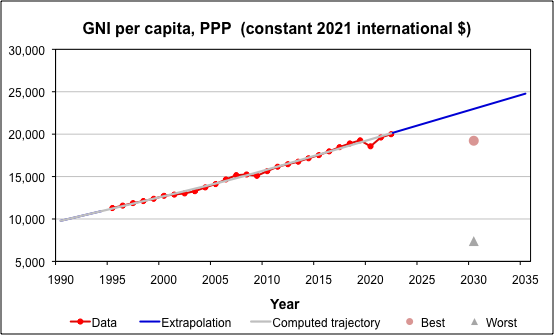 GNI per capita, PPP (constant 2021 international $)
30,000
25,000
20,000
15,000
10,000
5,000
1990 1995 2000 2005 2010 2015 2020 2025 2030 2035
Year
Data Extrapolation Computed trajectory Best Worst